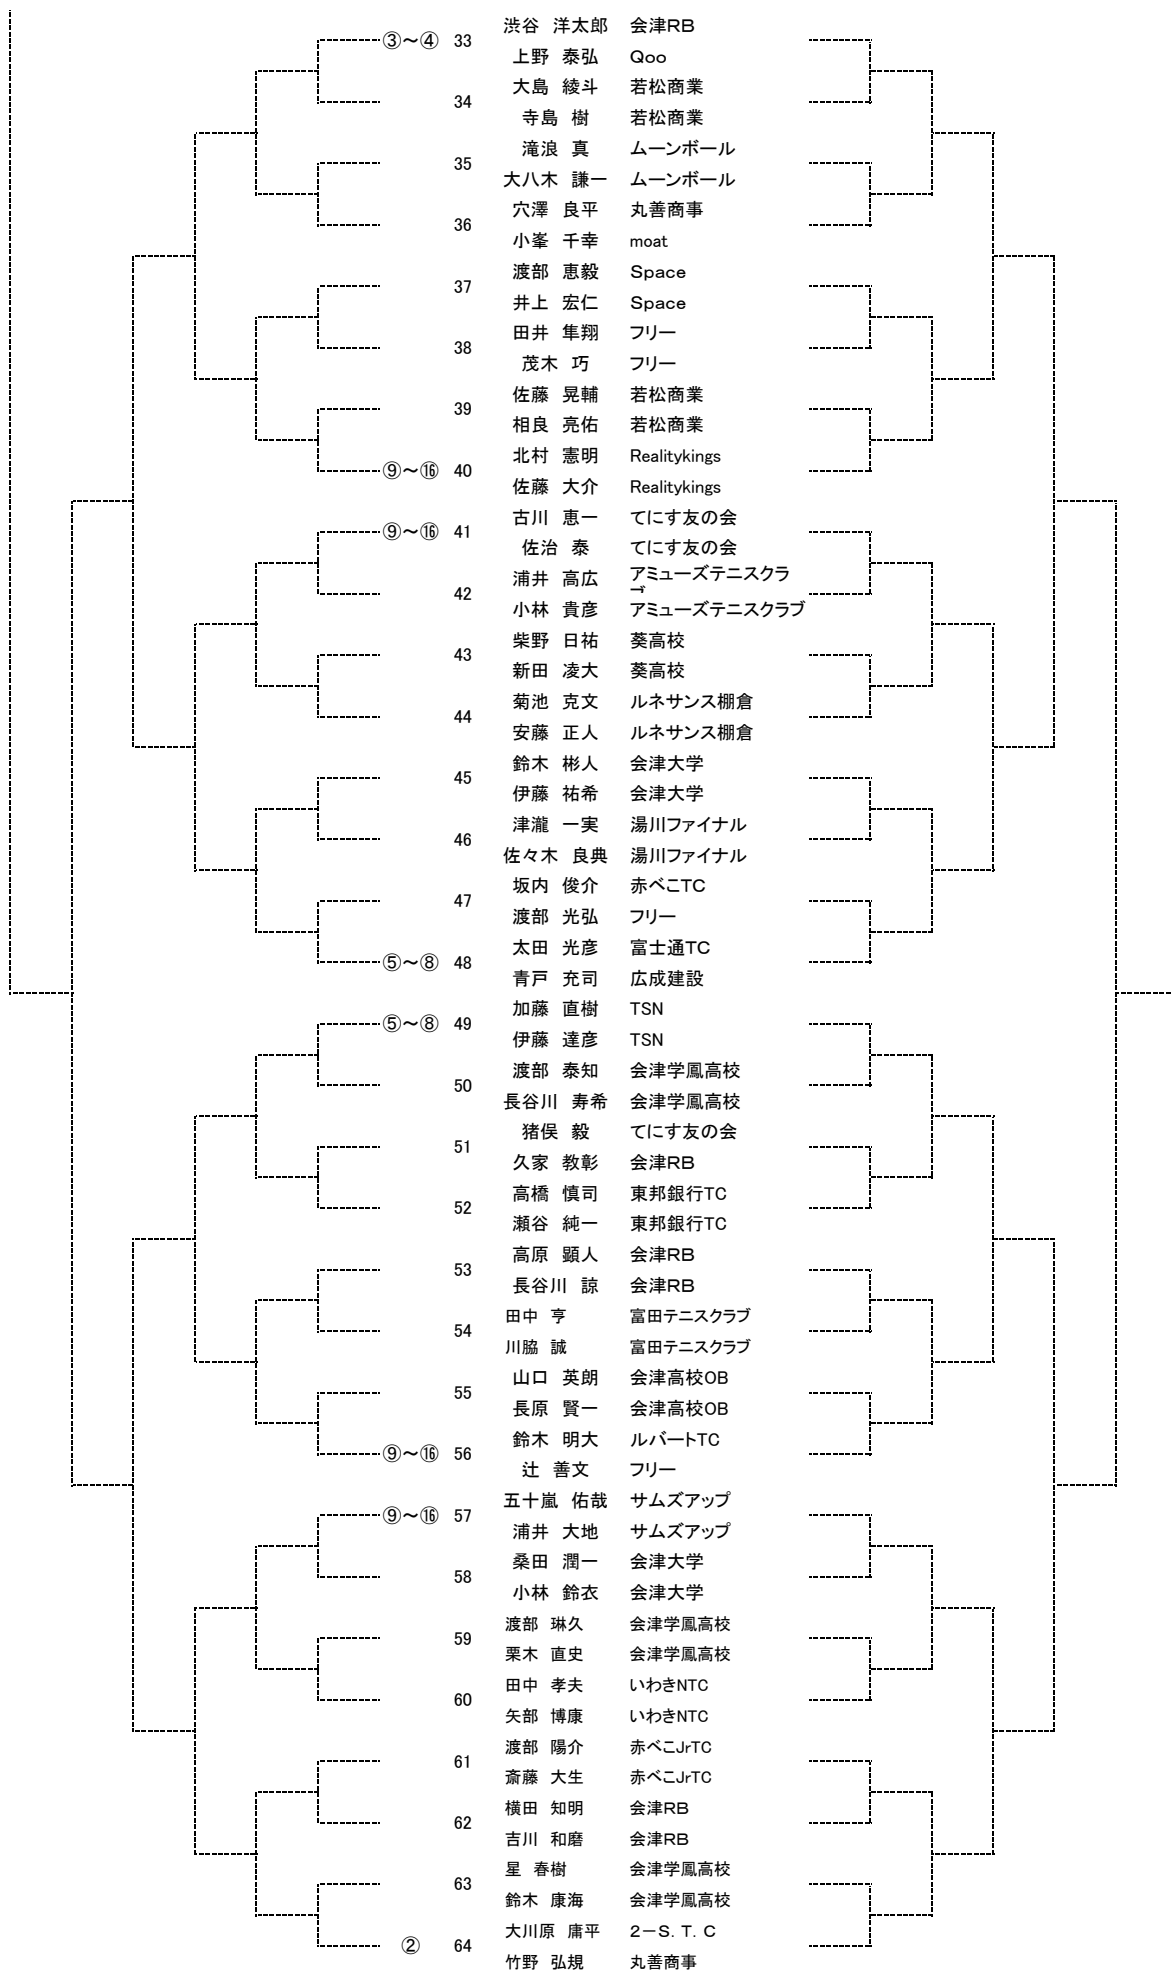 渋谷 洋太郎 会津RB
③～④ 33
上野 泰弘 Qoo
大島 綾斗 若松商業
34
寺島 樹 若松商業
滝浪 真 ムーンボール
35
大八木 謙一 ムーンボール
穴澤 良平 丸善商事
36
小峯 千幸 moat
渡部 恵毅 Space
37
井上 宏仁 Space
田井 隼翔 フリー
38
茂木 巧 フリー
佐藤 晃輔 若松商業
39
相良 亮佑 若松商業
北村 憲明 Realitykings
⑨～⑯ 40
佐藤 大介 Realitykings
古川 恵一 てにす友の会
⑨～⑯ 41
佐治 泰 てにす友の会
浦井 高広 アミューズテニスクラブ
42
小林 貴彦 アミューズテニスクラブ
柴野 日祐 葵高校
43
新田 凌大 葵高校
菊池 克文 ルネサンス棚倉
44
安藤 正人 ルネサンス棚倉
鈴木 彬人 会津大学
45
伊藤 祐希 会津大学
津瀧 一実 湯川ファイナル
46
佐々木 良典 湯川ファイナル
坂内 俊介 赤べこTC
47
渡部 光弘 フリー
太田 光彦 富士通TC
⑤～⑧ 48
青戸 充司 広成建設
加藤 直樹 TSN
⑤～⑧ 49
伊藤 達彦 TSN
渡部 泰知 会津学鳳高校
50
長谷川 寿希 会津学鳳高校
猪俣 毅 てにす友の会
51
久家 教彰 会津RB
高橋 慎司 東邦銀行TC
52
瀬谷 純一 東邦銀行TC
高原 顕人 会津RB
53
長谷川 諒 会津RB
田中 亨 富田テニスクラブ
54
川脇 誠 富田テニスクラブ
山口 英朗 会津高校OB
55
長原 賢一 会津高校OB
鈴木 明大 ルバートTC
⑨～⑯ 56
辻 善文 フリー
五十嵐 佑哉 サムズアップ
⑨～⑯ 57
浦井 大地 サムズアップ
桑田 潤一 会津大学
58
小林 鈴衣 会津大学
渡部 琳久 会津学鳳高校
59
栗木 直史 会津学鳳高校
田中 孝夫 いわきNTC
60
矢部 博康 いわきNTC
渡部 陽介 赤べこJrTC
61
斎藤 大生 赤べこJrTC
横田 知明 会津RB
62
吉川 和磨 会津RB
星 春樹 会津学鳳高校
63
鈴木 康海 会津学鳳高校
大川原 庸平 2－S．T．C
② 64
竹野 弘規 丸善商事